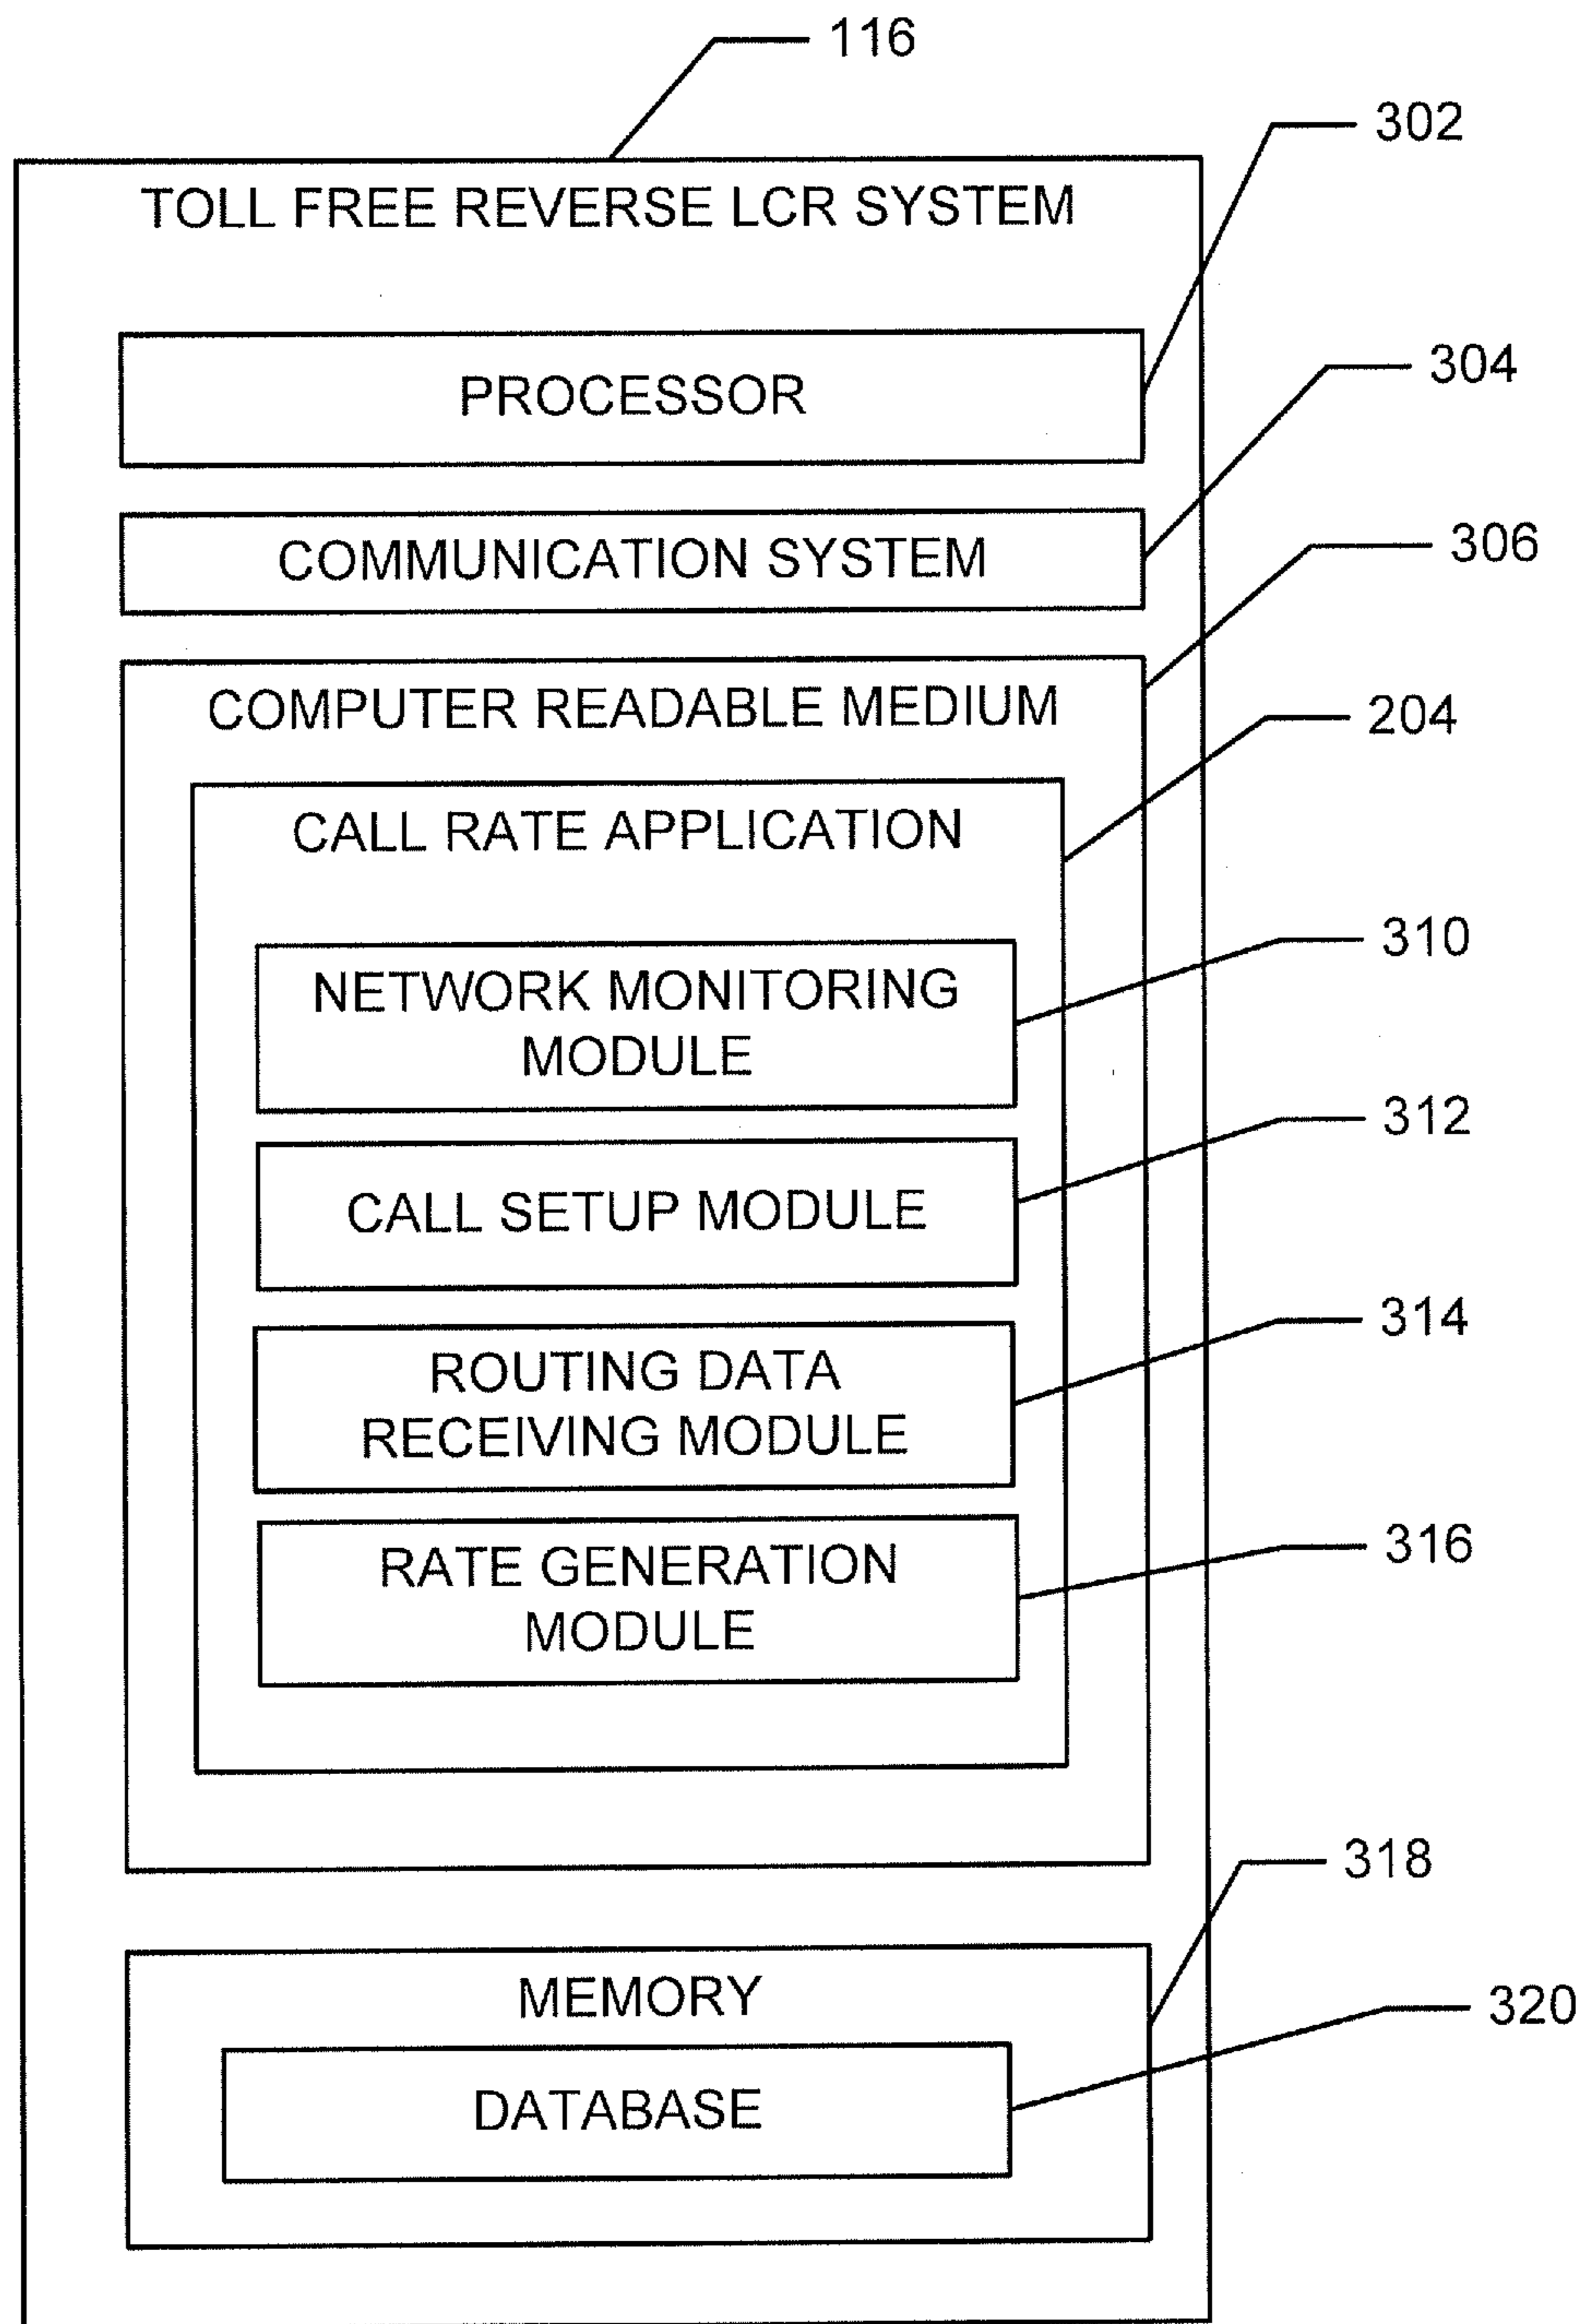 116
302
TOLL FREE REVERSE LCR SYSTEM
PROCESSOR
304
COMMUNICATION SYSTEM
306
COMPUTER READABLE MEDIUM
204
CALL RATE APPLICATION
310
NETWORK MONITORING
MODULE
312
CALL SETUP MODULE
314
ROUTING DATA
RECEIVING MODULE
316
RATE GENERATION
MODULE
318
MEMORY
320
DATABASE